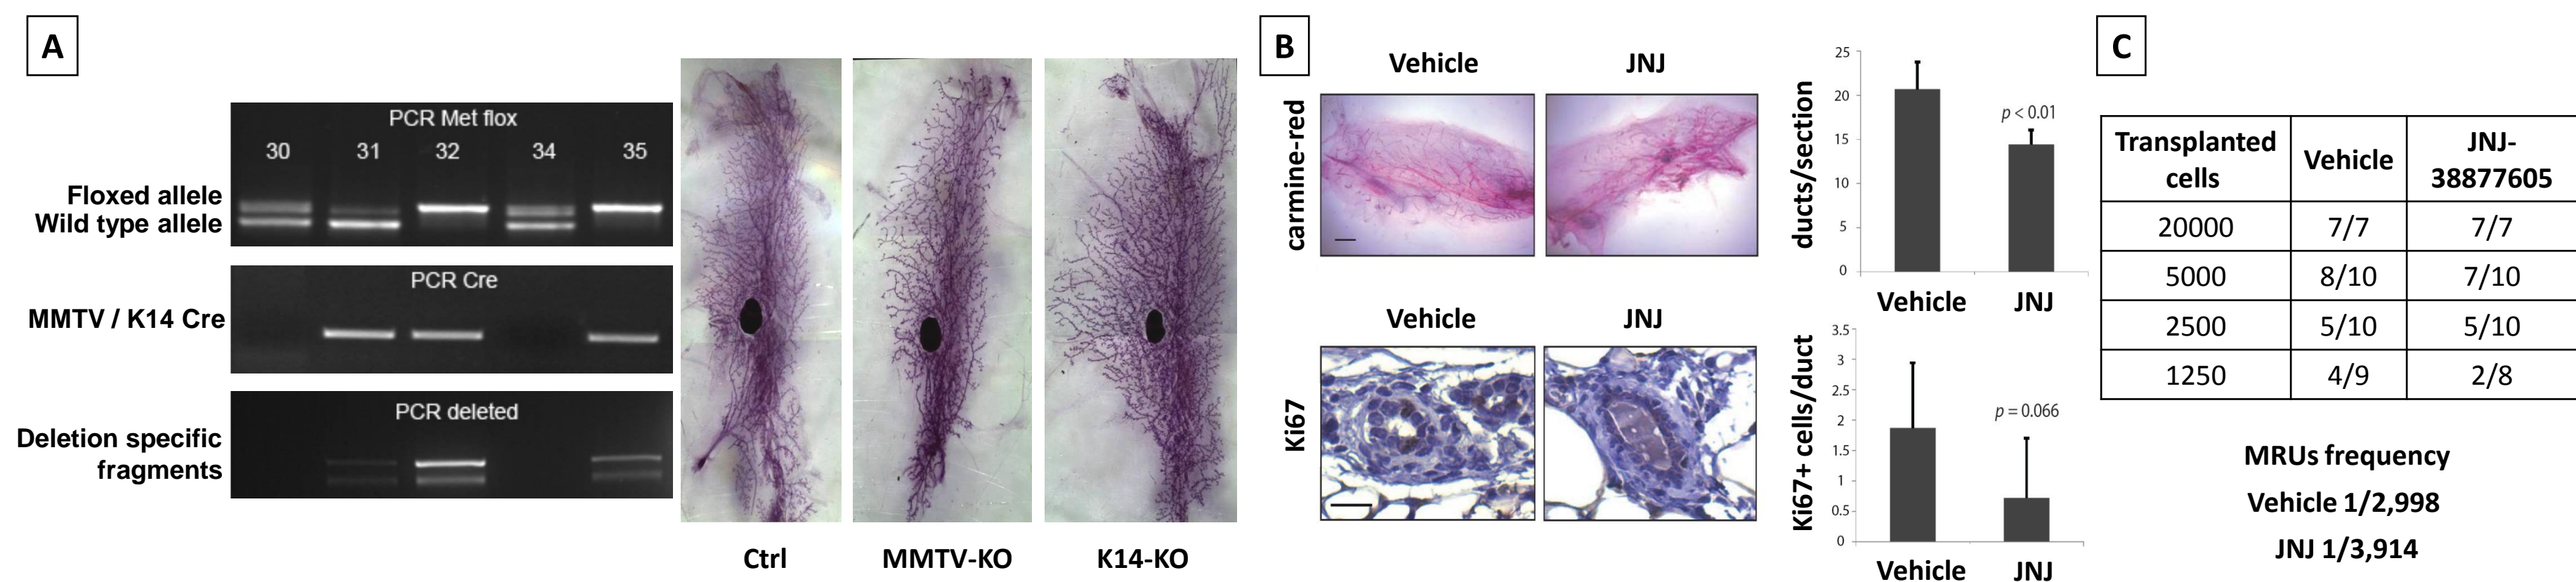 A
PCR Met flox
30 31 32 34 35
Floxed allele
Wild type allele
PCR Cre
MMTV / K14 Cre
PCR deleted
Deletion specific
fragments
Ctrl MMTV-KO K14-KO
B
Vehicle JNJ
carmine-red
Vehicle JNJ
Ki67
ducts/section
25
20
15
10
5
0
p < 0.01
Vehicle JNJ
Ki67+ cells/duct
3.5
3
2.5
2
1.5
1
0.5
0
p = 0.066
Vehicle JNJ
C
Transplanted
cells
Vehicle
JNJ-
38877605
20000 7/7 7/7
5000 8/10 7/10
2500 5/10 5/10
1250 4/9 2/8
MRUs frequency
Vehicle 1/2,998
JNJ 1/3,914